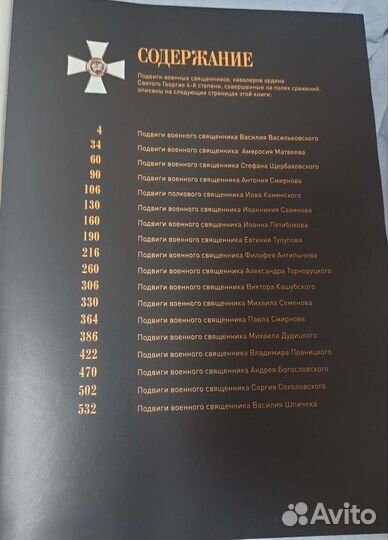 СОДЕРЖАНИЕ
Подвиги военных священников, кавалеров ордена
Святого Георгия 4-й степени, совершенные на полях сражений,
описаны на следующих страницах этой книги:
4 Подвиги военного священника Василия Васильковского
34 Подвиги военного священника Амвросия Матвеева
60 Подвиги военного священника Стефана Щербаковского
90 Подвиги военного священника Антония Смирнова
106 Подвиги полкового священника Иова Каминского
130 Подвиги военного священника Иоанникия Савинова
160 Подвиги военного священника Иоанна Пятибокова
190 Подвиги военного священника Евтихия Тулупова
216 Подвиги военного священника Филофея Антипычева
260 Подвиги военного священника Александра Торноруцкого
306 Подвиги военного священника Виктора Кашубского
330 Подвиги военного священника Михаила Семенова
364 Подвиги военного священника Павла Смирнова
386 Подвиги военного священника Михаила Дудицкого
422 Подвиги военного священника Владимира Праницкого
470 Подвиги военного священника Андрея Богословского
502 Подвиги военного священника Сергия Соколовского
532 Подвиги военного священника Василия Шпичека
Avito